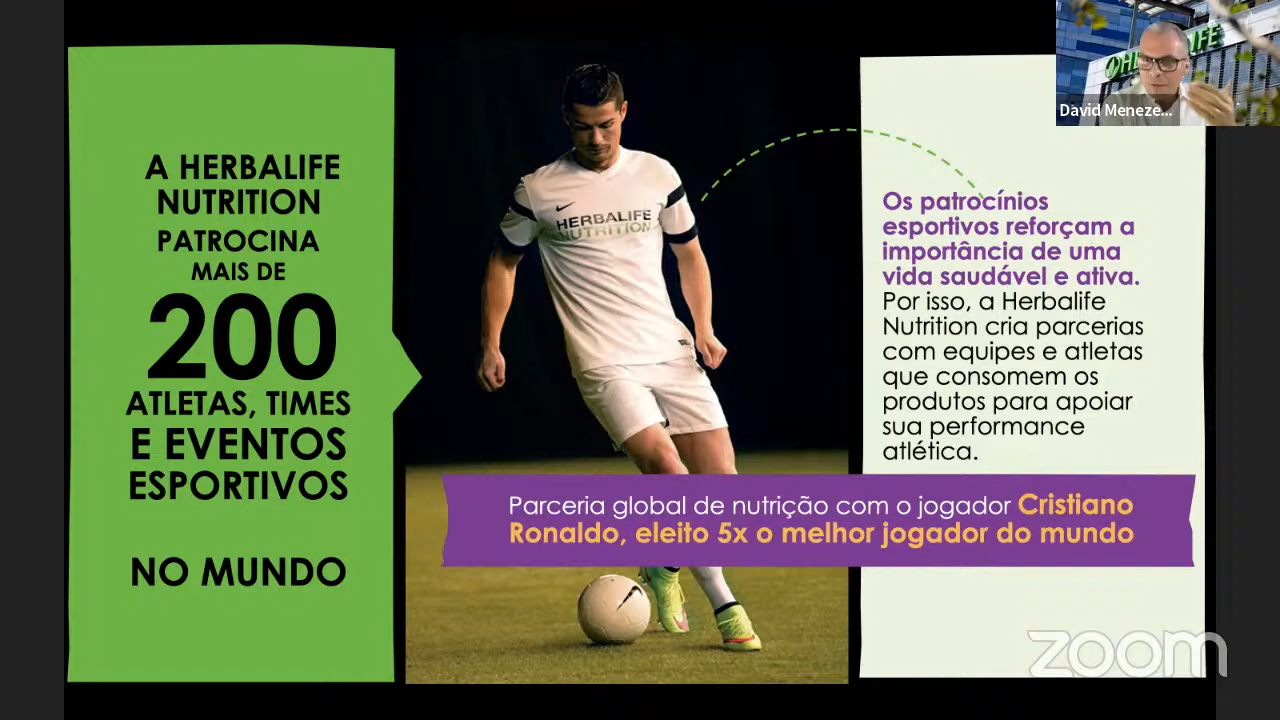 A HERBALIFE
NUTRITION
PATROCINA
MAIS DE
200
ATLETAS, TIMES
E EVENTOS
ESPORTIVOS
NO MUNDO
HERBALIFE
NUTRITION
Os patrocínios
esportivos reforçam a
importância de uma
vida saudável e ativa.
Por isso, a Herbalife
Nutrition cria parcerias
com equipes e atletas
que consomem os
produtos para apoiar
sua performance
atlética.
Parceria global de nutrição com o jogador Cristiano
Ronaldo, eleito 5x o melhor jogador do mundo
David Meneze...
zoom